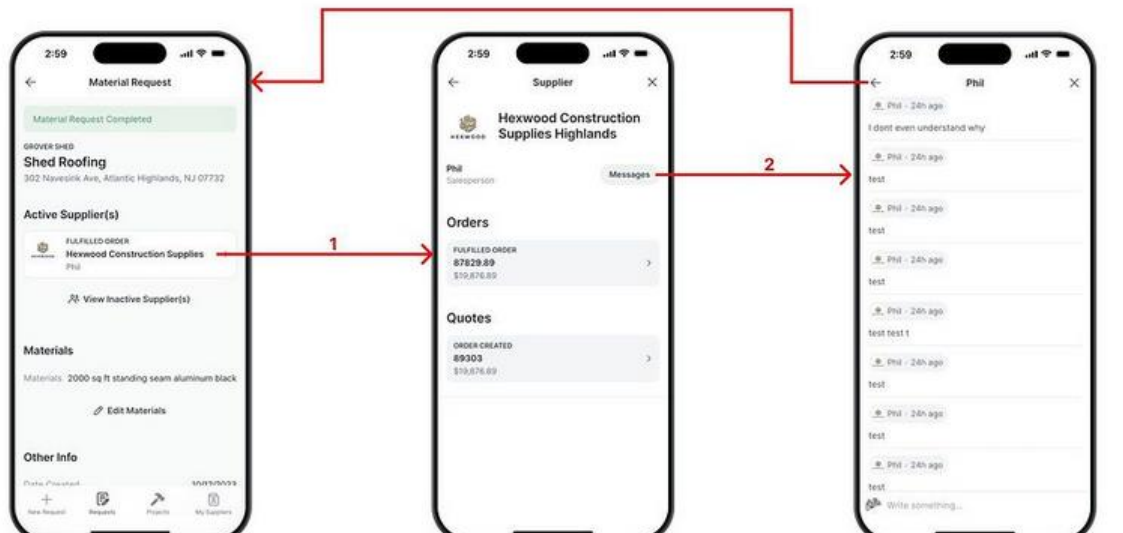 2:59
Material Request
Material Request Completed
GROVER SHED
Shed Roofing
302 Navesink Ave, Atlantic Highlands, NJ 07732
Active Supplier(s)
FULFILLED ORDER
Hexwood Construction Supplies
Phil
View Inactive Supplier(s)
Materials
Materials 2000 sq ft standing seam aluminum black
Edit Materials
Other Info
Date Created 10/17/2023
New Request Requests Projects My Suppliers
1
2:59
Supplier
HEXWOOD
Hexwood Construction
Supplies Highlands
Phil
Salesperson
Messages
Orders
FULFILLED ORDER
87829.89
$19,876.89
Quotes
ORDER CREATED
89303
$19,876.89
2
2:59
Phil
Phil - 24h ago
I dont even understand why
Phil - 24h ago
test
Phil - 24h ago
test
Phil - 24h ago
test
Phil - 24h ago
test test t
Phil - 24h ago
test
Phil - 24h ago
test
Phil - 24h ago
test
Write something...